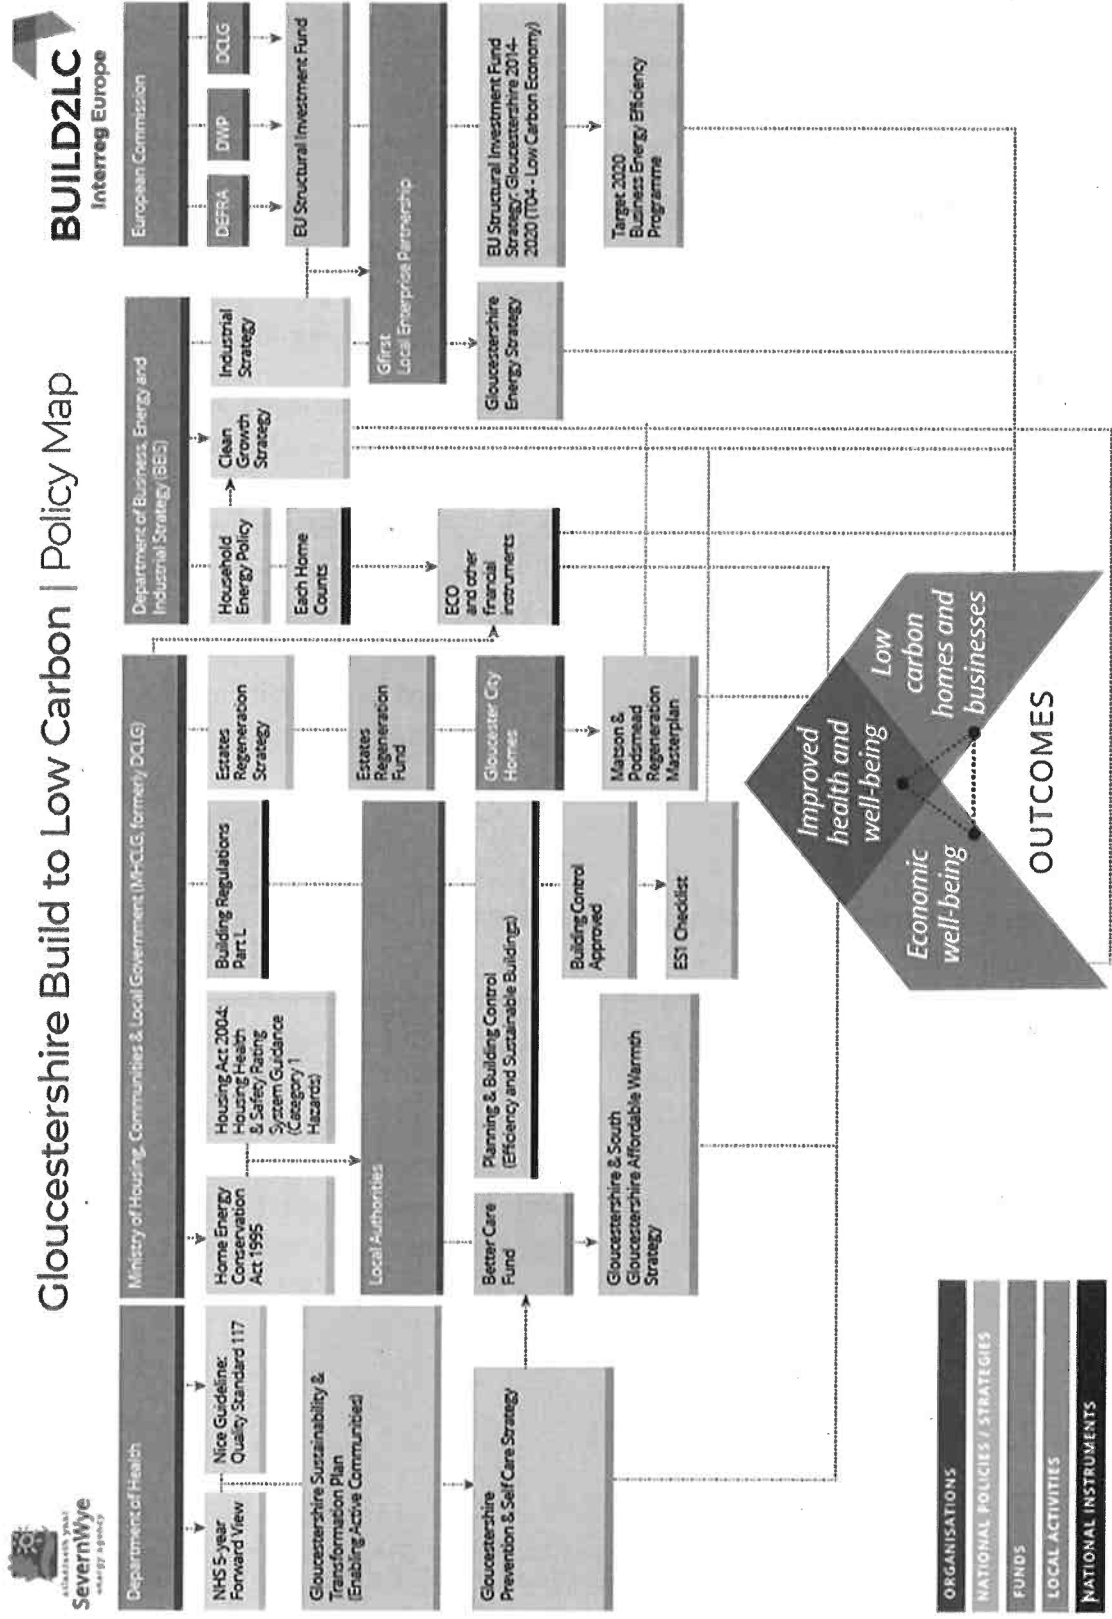 SevernWye
energy agency
Gloucestershire Build to Low Carbon | Policy Map
BUILD2LC
Interreg Europe
Department of Health
NHS 5-year
Forward View
Nice Guideline:
Quality Standard 117
Gloucestershire Sustainability &
Transformation Plan
(Enabling Active Communities)
Gloucestershire
Prevention & Self Care Strategy
Ministry of Housing, Communities & Local Government (MHCLG, formerly DCLG)
Home Energy
Conservation
Act 1995
Housing Act 2004:
Housing Health
& Safety Rating
System Guidance
(Category 1
Hazards)
Building Regulations
Part L
Estates
Regeneration
Strategy
Estates
Regeneration
Fund
Local Authorities
Better Care
Fund
Planning & Building Control
(Efficiency and Sustainable Buildings)
Gloucester City
Homes
Gloucestershire & South
Gloucestershire Affordable Warmth
Strategy
Building Control
Approved
EST Checklist
Matson &
Podsmead
Regeneration
Masterplan
Department of Business, Energy and
Industrial Strategy (BEIS)
Household
Energy Policy
Clean
Growth
Strategy
Industrial
Strategy
Each Home
Counts
ECO
and other
financial
instruments
European Commission
DEFRA
DWP
DCLG
EU Structural Investment Fund
Gfirst
Local Enterprise Partnership
Gloucestershire
Energy Strategy
EU Structural Investment Fund
Strategy: Gloucestershire 2014-
2020 (T04 - Low Carbon Economy)
Target 2020
Business Energy Efficiency
Programme
Improved
health and
well-being
Economic
well-being
Low
carbon
homes and
businesses
OUTCOMES
ORGANISATIONS
NATIONAL POLICIES / STRATEGIES
FUNDS
LOCAL ACTIVITIES
NATIONAL INSTRUMENTS